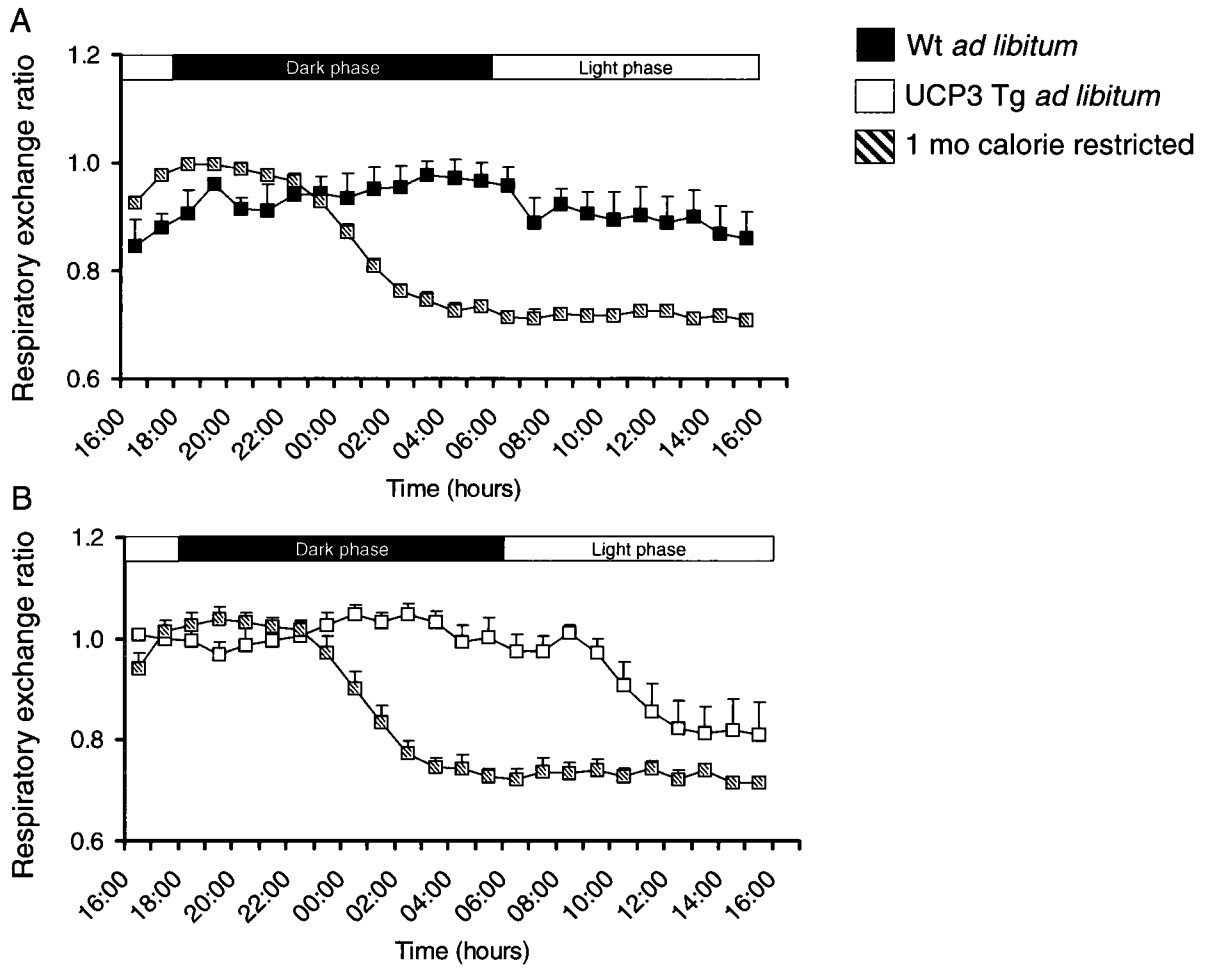 A
1.2
1.0
0.8
0.6
Respiratory exchange ratio
Dark phase
Light phase
16:00
18:00
20:00
22:00
00:00
02:00
04:00
06:00
08:00
10:00
12:00
14:00
16:00
Time (hours)
Wt ad libitum
UCP3 Tg ad libitum
1 mo calorie restricted
B
1.2
1.0
0.8
0.6
Respiratory exchange ratio
Dark phase
Light phase
16:00
18:00
20:00
22:00
00:00
02:00
04:00
06:00
08:00
10:00
12:00
14:00
16:00
Time (hours)